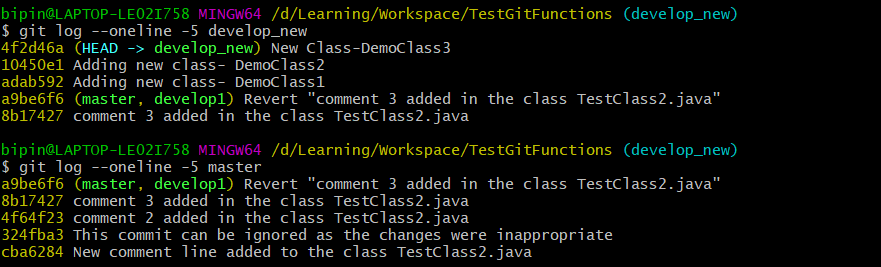 bipin@LAPTOP-LE02I758 MINGW64 /d/Learning/Workspace/TestGitFunctions (develop_new)
$ git log --oneline -5 develop_new
4f2d46a (HEAD -> develop_new) New Class-DemoClass3
10450e1 Adding new class- DemoClass2
adab592 Adding new class- DemoClass1
a9be6f6 (master, develop1) Revert "comment 3 added in the class TestClass2.java"
8b17427 comment 3 added in the class TestClass2.java
bipin@LAPTOP-LE02I758 MINGW64 /d/Learning/Workspace/TestGitFunctions (develop_new)
$ git log --oneline -5 master
a9be6f6 (master, develop1) Revert "comment 3 added in the class TestClass2.java"
8b17427 comment 3 added in the class TestClass2.java
4f64f23 comment 2 added in the class TestClass2.java
324fba3 This commit can be ignored as the changes were inappropriate
cba6284 New comment line added to the class TestClass2.java